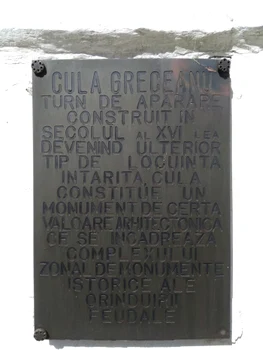 CULA GRECEANU
TURN DE APARARE
CONSTRUIT IN
SECOLUL AL XVI LEA
DEVENIND ULTERIOR
TIP DE LOCUINTA
INTARITA, CULA
CONSTITUE UN
MONUMENT DE CERTA
VALOARE ARHITECTONICA
CE SE INCADREAZA
COMPLEXULUI
ZONAL DE MONUMENTE
ISTORICE ALE
ORINDUIRII
FEUDALE